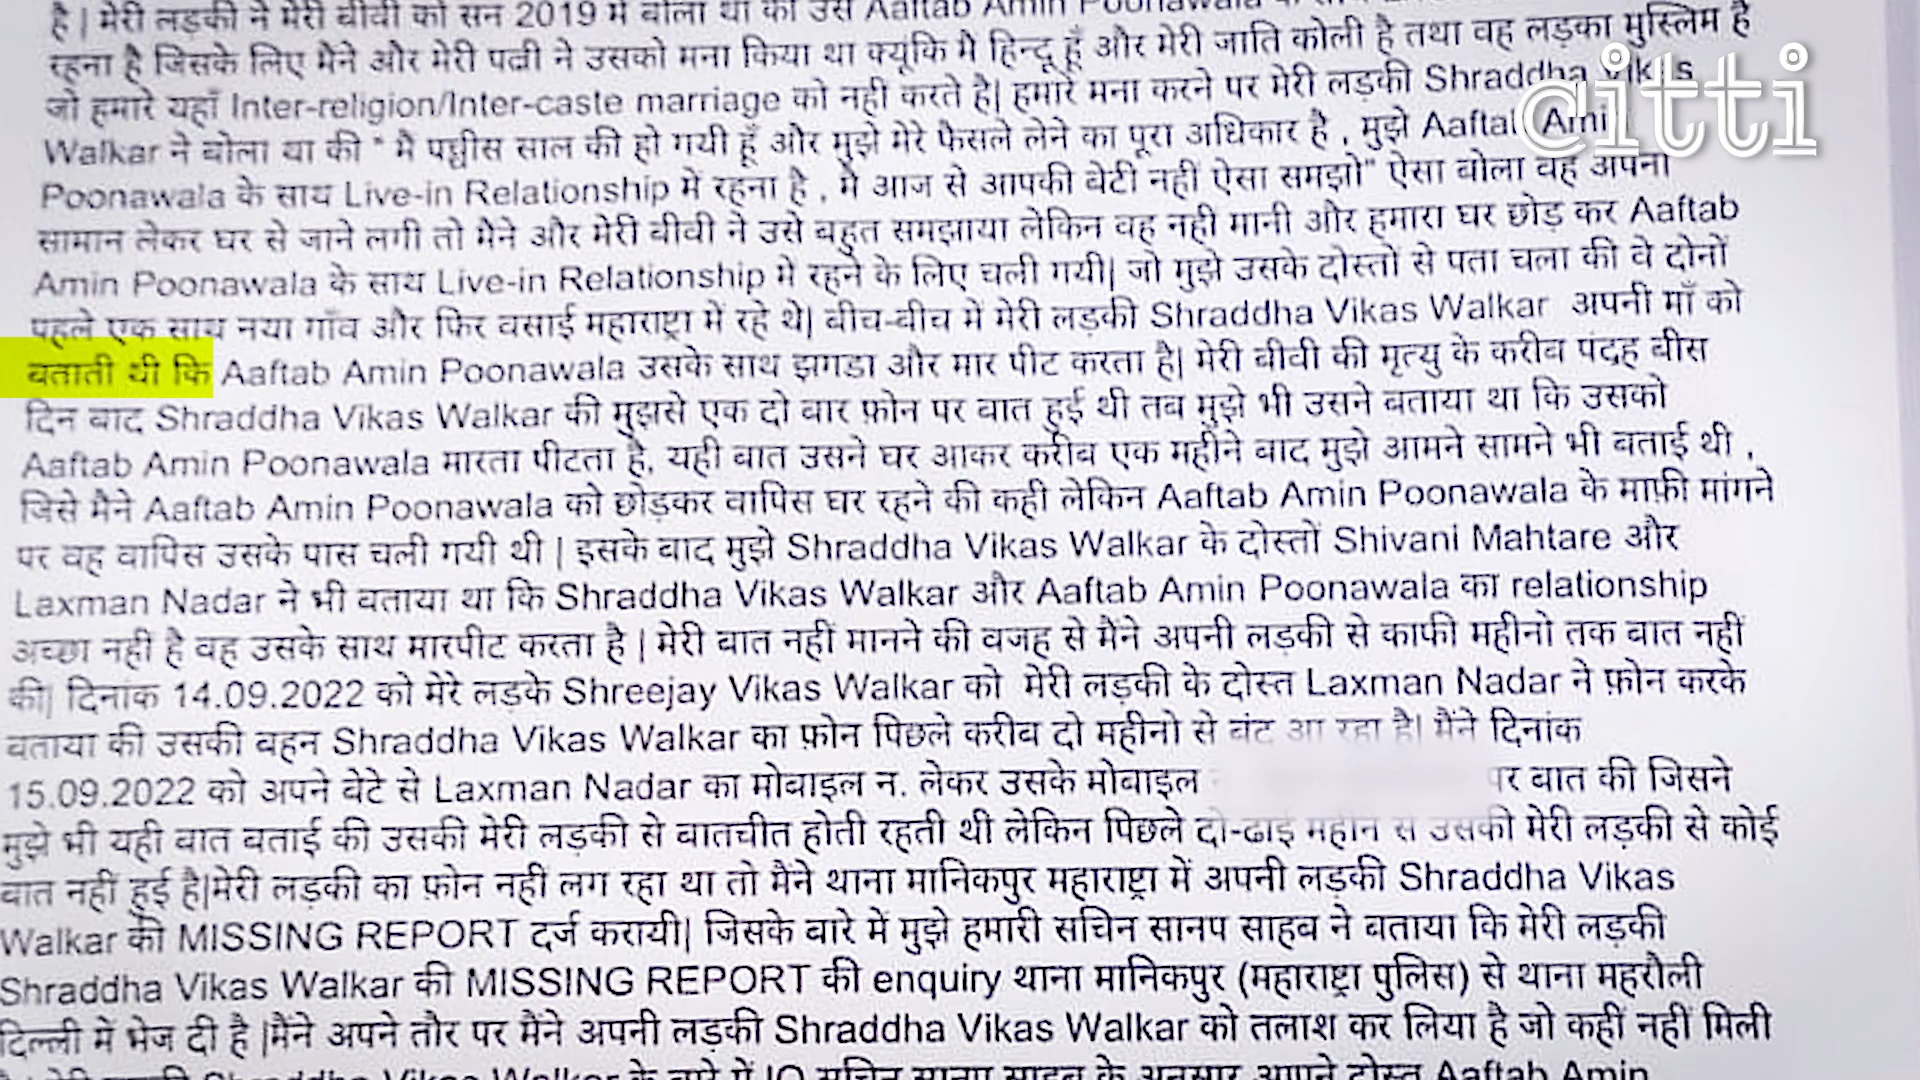 है | मेरी लड़की ने मेरी बीवी को सन 2019 में बोला था की उसे Aaftab Amin Poonawala
रहना है जिसके लिए मैने और मेरी पत्नी ने उसको मना किया था क्यूंकि मै हिन्दू हूँ और मेरी जाति कोली है तथा वह लड़का मुस्लिम है
जो हमारे यहाँ Inter-religion/Inter-caste marriage को नही करते है| हमारे मना करने पर मेरी लड़की Shraddha Vikas
citti
Walkar ने बोला था की " मै पच्चीस साल की हो गयी हूँ और मुझे मेरे फैसले लेने का पूरा अधिकार है , मुझे Aaftab Amin
Poonawala के साथ Live-in Relationship में रहना है , मै आज से आपकी बेटी नहीं ऐसा समझो" ऐसा बोला वह अपना
सामान लेकर घर से जाने लगी तो मैने और मेरी बीवी ने उसे बहुत समझाया लेकिन वह नही मानी और हमारा घर छोड़ कर Aaftab
Amin Poonawala के साथ Live-in Relationship मे रहने के लिए चली गयी| जो मुझे उसके दोस्तों से पता चला की वे दोनों
पहले एक साथ नया गाँव और फिर वसाई महाराष्ट्रा में रहे थे| बीच-बीच में मेरी लड़की Shraddha Vikas Walkar अपनी माँ को
बताती थी कि Aaftab Amin Poonawala उसके साथ झगडा और मार पीट करता है| मेरी बीवी की मृत्यु के करीब पंद्रह बीस
दिन बाद Shraddha Vikas Walkar की मुझसे एक दो बार फ़ोन पर बात हुई थी तब मुझे भी उसने बताया था कि उसको
Aaftab Amin Poonawala मारता पीटता है, यही बात उसने घर आकर करीब एक महीने बाद मुझे आमने सामने भी बताई थी ,
जिसे मैने Aaftab Amin Poonawala को छोड़कर वापिस घर रहने की कही लेकिन Aaftab Amin Poonawala के माफ़ी मांगने
पर वह वापिस उसके पास चली गयी थी | इसके बाद मुझे Shraddha Vikas Walkar के दोस्तों Shivani Mahtare और
Laxman Nadar ने भी बताया था कि Shraddha Vikas Walkar और Aaftab Amin Poonawala का relationship
अच्छा नहीं है वह उसके साथ मारपीट करता है | मेरी बात नहीं मानने की वजह से मैंने अपनी लड़की से काफी महीनो तक बात नहीं
की| दिनांक 14.09.2022 को मेरे लड़के Shreejay Vikas Walkar को मेरी लड़की के दोस्त Laxman Nadar ने फ़ोन करके
बताया की उसकी बहन Shraddha Vikas Walkar का फ़ोन पिछले करीब दो महीनो से बंद आ रहा है| मैंने दिनांक
15.09.2022 को अपने बेटे से Laxman Nadar का मोबाइल न. लेकर उसके मोबाइल पर बात की जिसने
मुझे भी यही बात बताई की उसकी मेरी लड़की से बातचीत होती रहती थी लेकिन पिछले दो-ढाई महीने से उसकी मेरी लड़की से कोई
बात नहीं हुई है|मेरी लड़की का फ़ोन नहीं लग रहा था तो मैंने थाना मानिकपुर महाराष्ट्रा में अपनी लड़की Shraddha Vikas
Walkar की MISSING REPORT दर्ज करायी| जिसके बारे में मुझे हमारी सचिन सानप साहब ने बताया कि मेरी लड़की
Shraddha Vikas Walkar की MISSING REPORT की enquiry थाना मानिकपुर (महाराष्ट्रा पुलिस) से थाना महरौली
दिल्ली में भेज दी है |मैंने अपने तौर पर मैंने अपनी लड़की Shraddha Vikas Walkar को तलाश कर लिया है जो कहीं नहीं मिली
Shraddha Vikas Walkar के बारे में IO सचिन सानप साहब के अनुसार अपने दोस्त Aaftab Amin